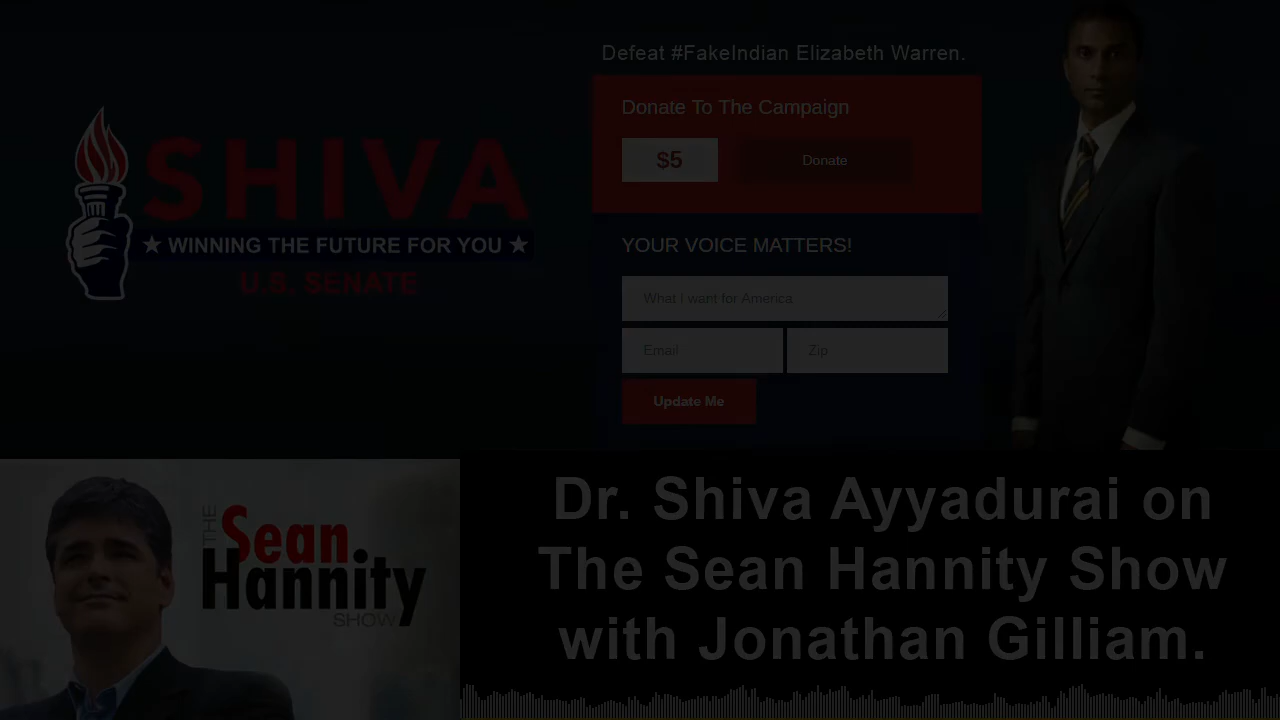 Defeat #FakeIndian Elizabeth Warren.
Donate To The Campaign
$5
Donate
SHIVA
★ WINNING THE FUTURE FOR YOU ★
U.S. SENATE
YOUR VOICE MATTERS!
What I want for America
Email
Zip
Update Me
THE
Sean
Hannity
SHOW
Dr. Shiva Ayyadurai on
The Sean Hannity Show
with Jonathan Gilliam.